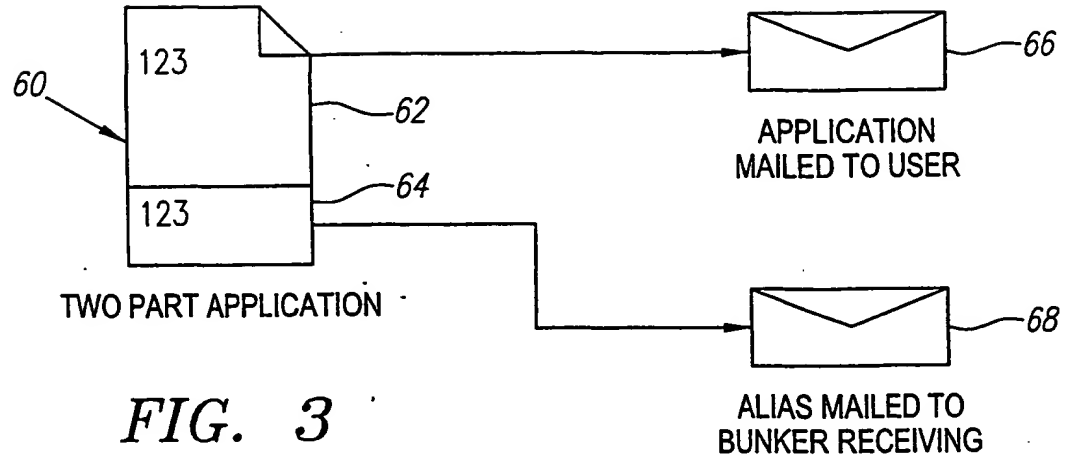 123
60
62
66
APPLICATION
MAILED TO USER
64
123
TWO PART APPLICATION
68
ALIAS MAILED TO
BUNKER RECEIVING
FIG. 3